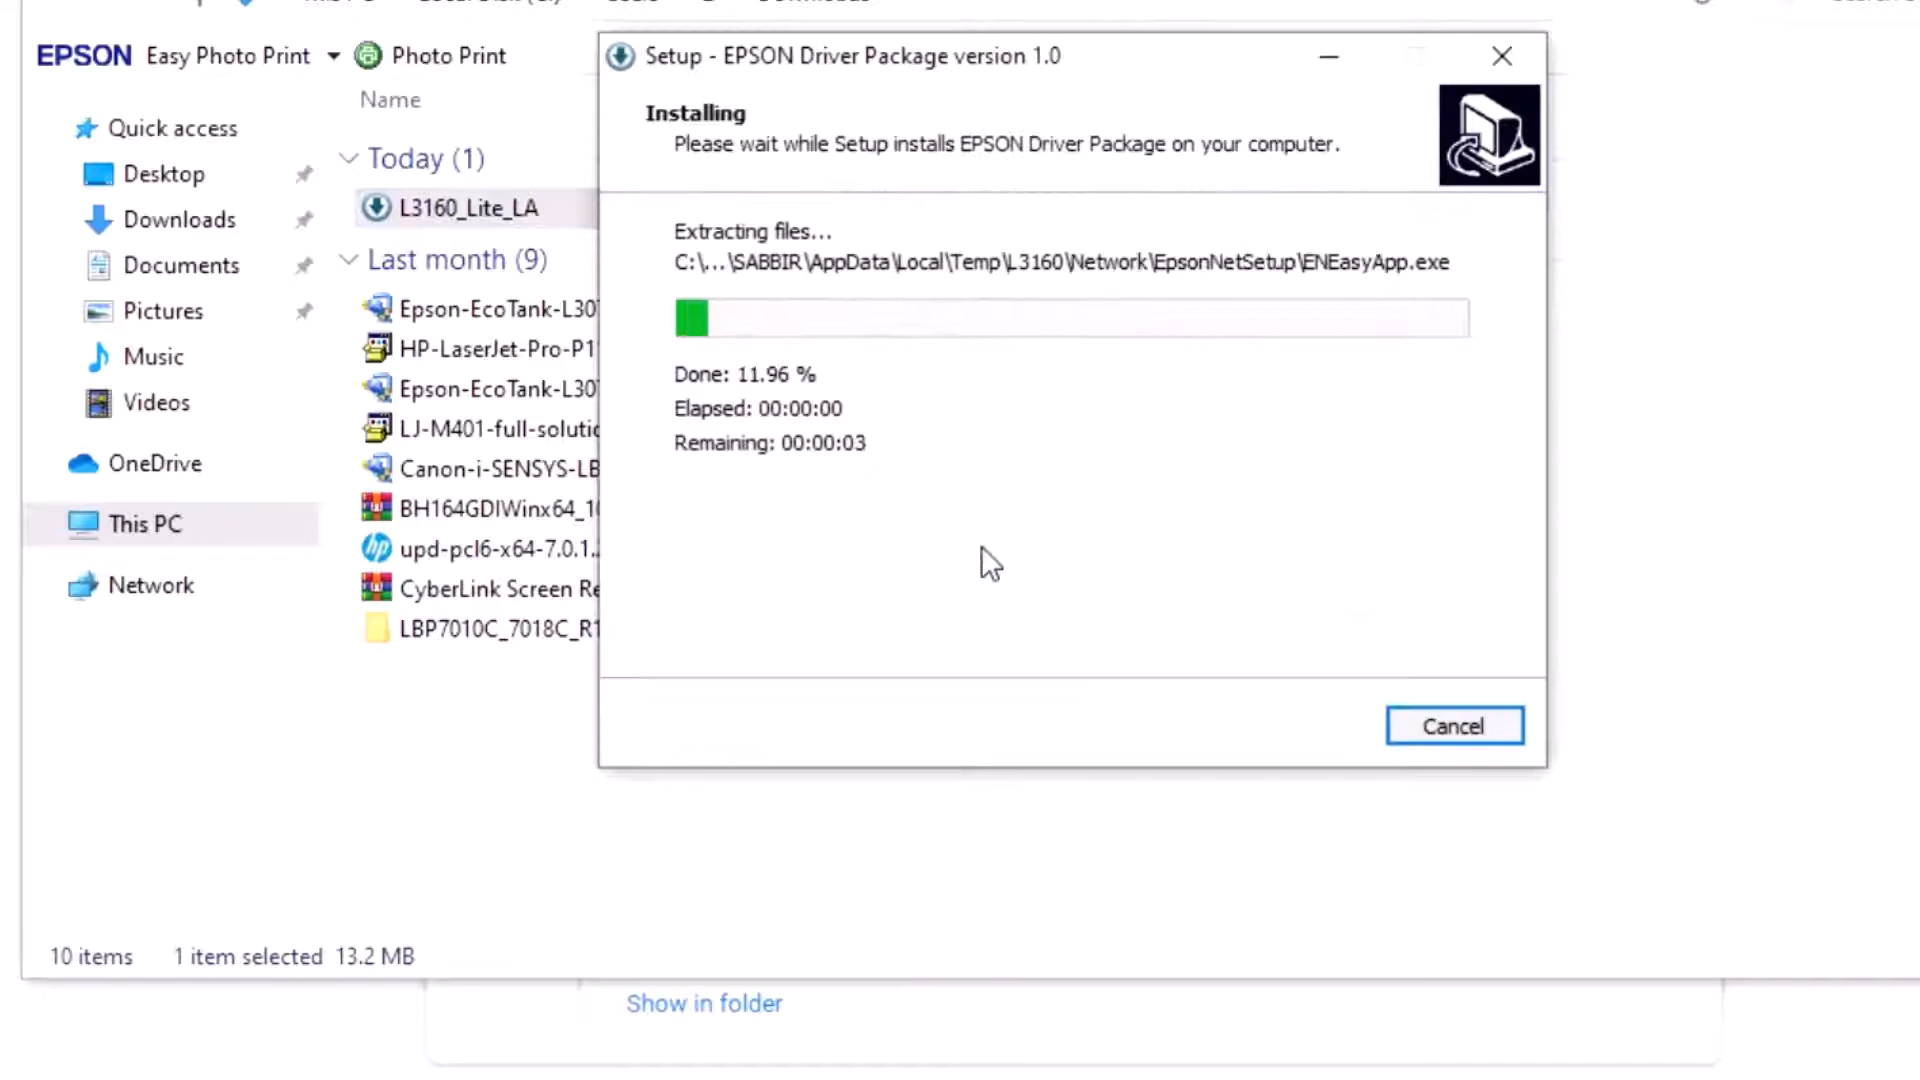 EPSON Easy Photo Print Photo Print
Name
Quick access
Desktop
Downloads
Documents
Pictures
Music
Videos
OneDrive
This PC
Network
Today (1)
L3160_Lite_LA
Last month (9)
Epson-EcoTank-L30
HP-LaserJet-Pro-P1
Epson-EcoTank-L30
LJ-M401-full-solutio
Canon-i-SENSYS-LB
BH164GDIWinx64_10
upd-pcl6-x64-7.0.1.
CyberLink Screen Re
LBP7010C_7018C_R1
Setup - EPSON Driver Package version 1.0
Installing
Please wait while Setup installs EPSON Driver Package on your computer.
Extracting files...
C:\...\SABBIR\AppData\Local\Temp\L3160\Network\EpsonNetSetup\ENEasyApp.exe
Done: 11.96 %
Elapsed: 00:00:00
Remaining: 00:00:03
Cancel
10 items 1 item selected 13.2 MB
Show in folder